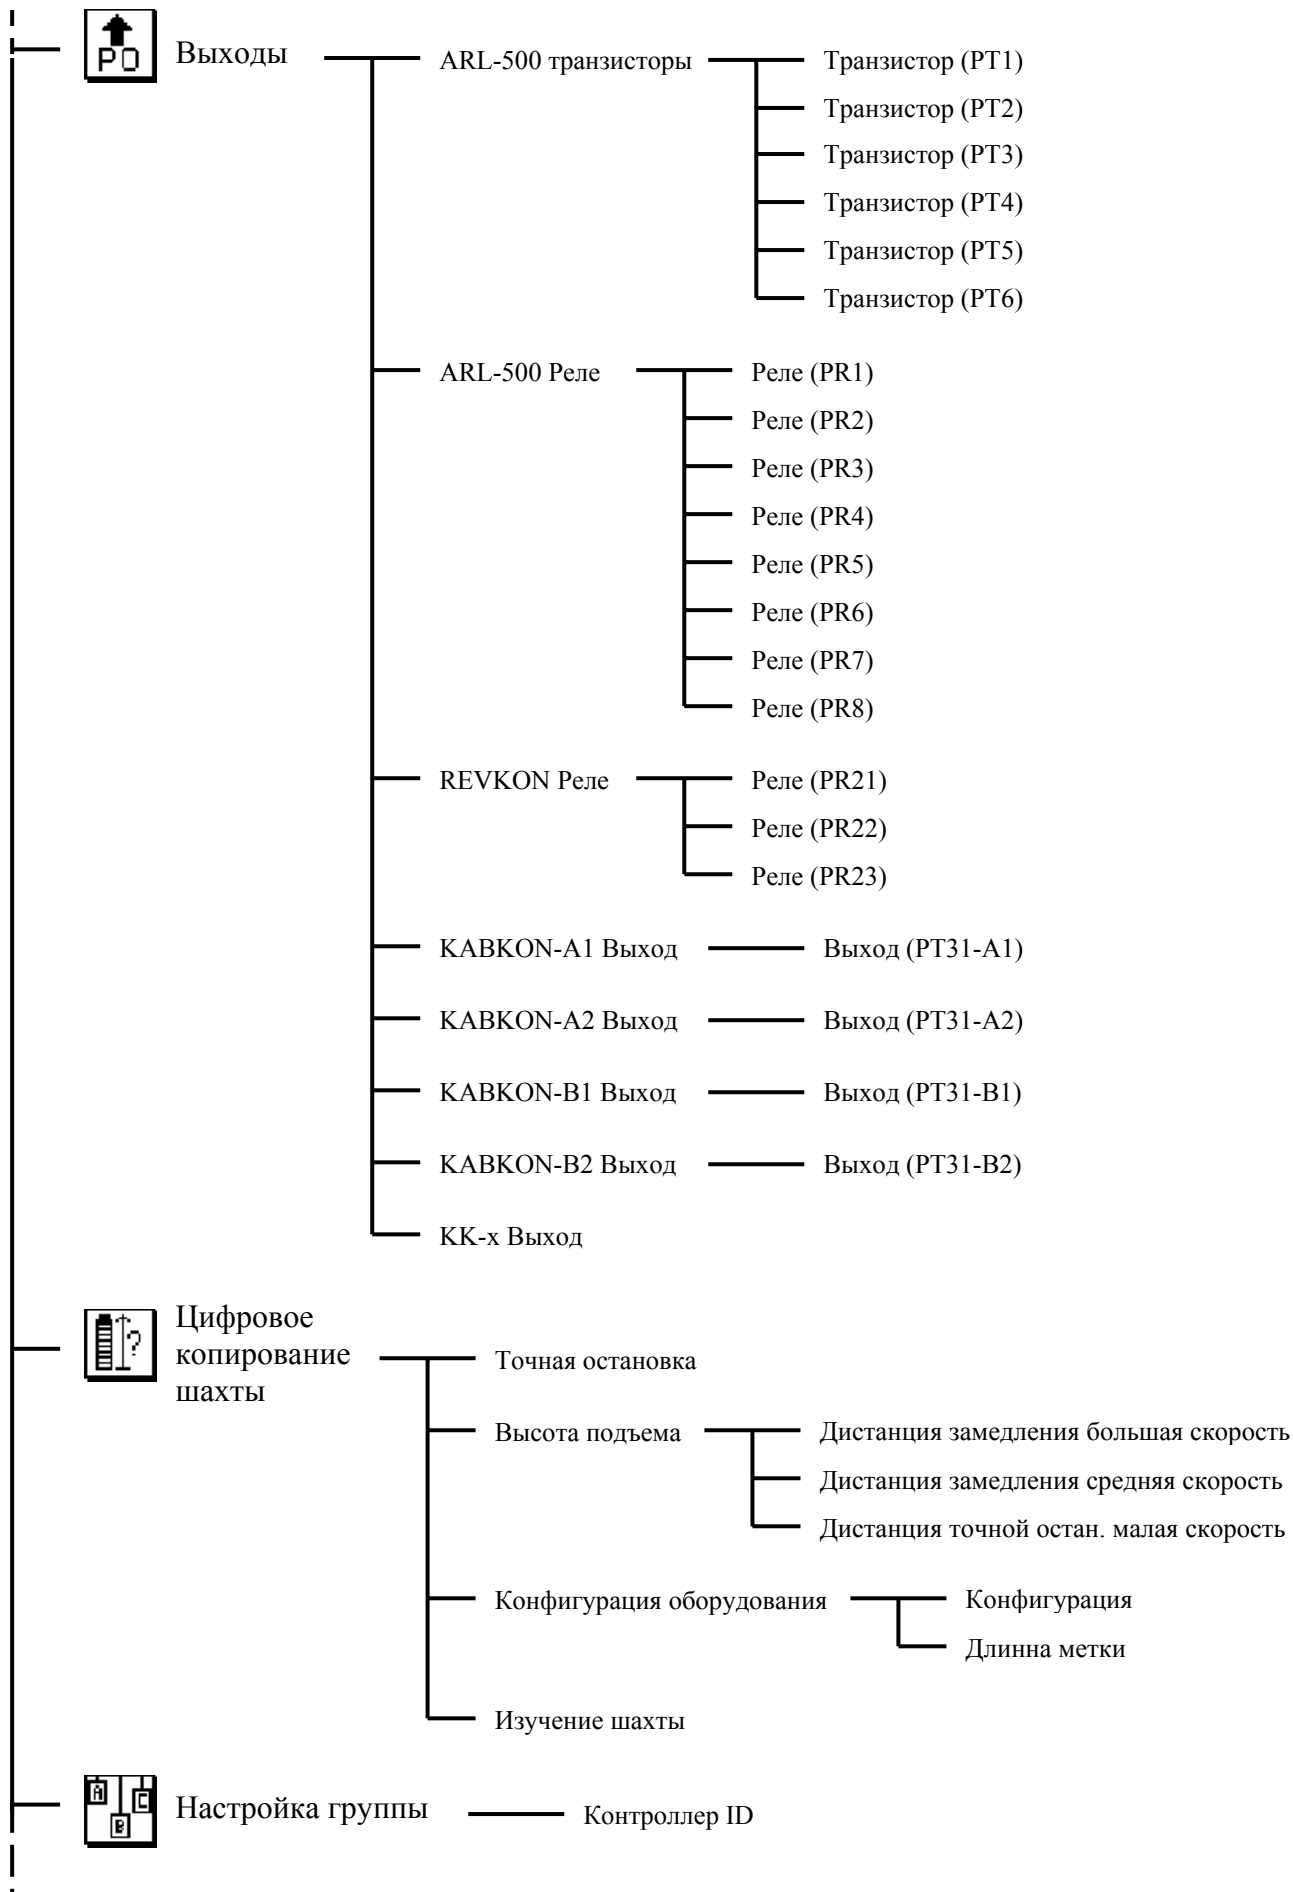 PO
Выходы
ARL-500 транзисторы
Транзистор (PT1)
Транзистор (PT2)
Транзистор (PT3)
Транзистор (PT4)
Транзистор (PT5)
Транзистор (PT6)
ARL-500 Реле
Реле (PR1)
Реле (PR2)
Реле (PR3)
Реле (PR4)
Реле (PR5)
Реле (PR6)
Реле (PR7)
Реле (PR8)
REVKON Реле
Реле (PR21)
Реле (PR22)
Реле (PR23)
KABKON-A1 Выход
Выход (PT31-A1)
KABKON-A2 Выход
Выход (PT31-A2)
KABKON-B1 Выход
Выход (PT31-B1)
KABKON-B2 Выход
Выход (PT31-B2)
KK-x Выход
?
Цифровое
копирование
шахты
Точная остановка
Высота подъема
Дистанция замедления большая скорость
Дистанция замедления средняя скорость
Дистанция точной остан. малая скорость
Конфигурация оборудования
Конфигурация
Длинна метки
Изучение шахты
A
B
C
Настройка группы
Контроллер ID